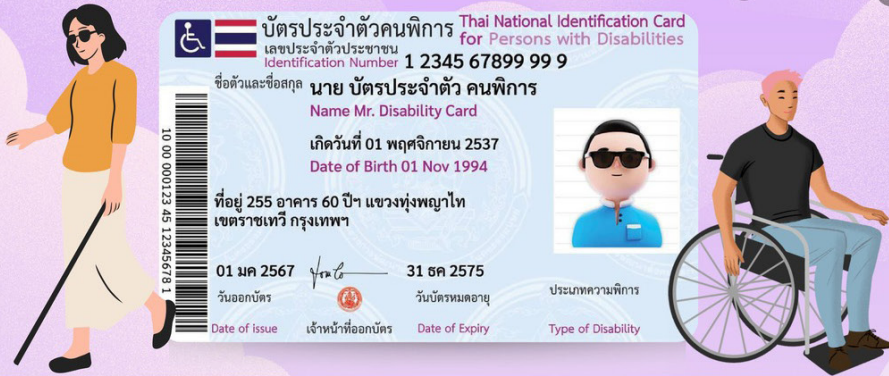 บัตรประจำตัวคนพิการ Thai National Identification Card
for Persons with Disabilities
เลขประจำตัวประชาชน
Identification Number 1 2345 67899 99 9
ชื่อตัวและชื่อสกุล นาย บัตรประจำตัว คนพิการ
Name Mr. Disability Card
เกิดวันที่ 01 พฤศจิกายน 2537
Date of Birth 01 Nov 1994
ที่อยู่ 255 อาคาร 60 ปีฯ แขวงทุ่งพญาไท
เขตราชเทวี กรุงเทพฯ
01 มค 2567 31 ธค 2575
วันออกบัตร เจ้าหน้าที่ออกบัตร วันบัตรหมดอายุ ประเภทความพิการ
Date of issue Date of Expiry Type of Disability
10 00 000123 45 12345678 1